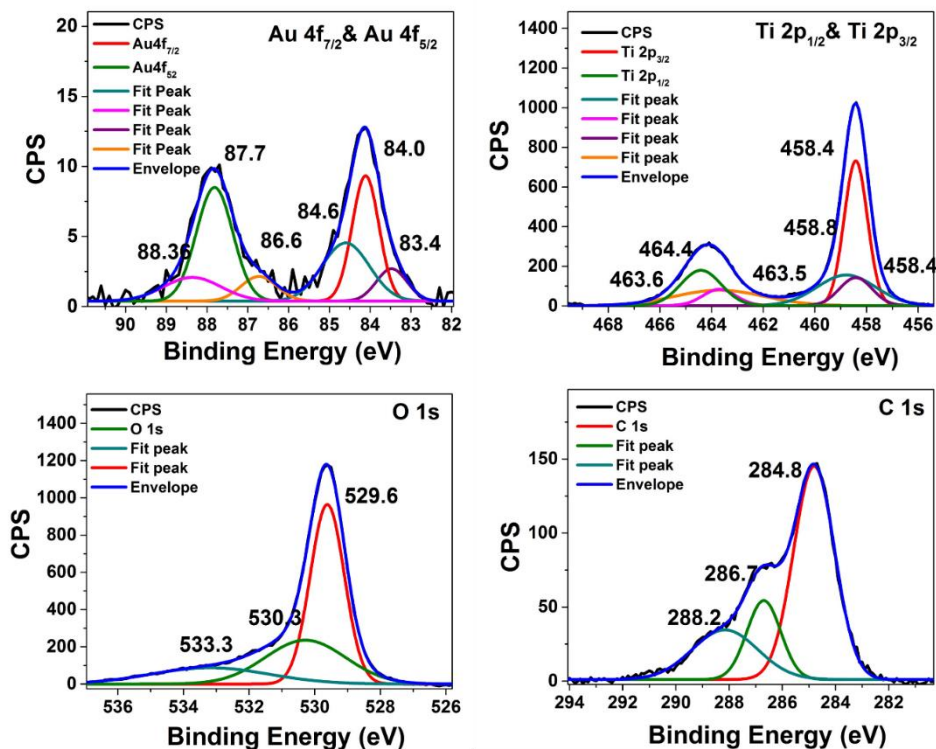 Au 4f7/2 & Au 4f5/2
CPS
Au4f7/2
Au4f52
Fit Peak
Fit Peak
Fit Peak
Fit Peak
Envelope
20
15
10
5
0
CPS
87.7
84.0
84.6
88.36
86.6
83.4
90 89 88 87 86 85 84 83 82
Binding Energy (eV)
Ti 2p1/2& Ti 2p3/2
CPS
Ti 2p3/2
Ti 2p1/2
Fit peak
Fit peak
Fit peak
Fit peak
Envelope
1400
1200
1000
800
600
400
200
0
CPS
458.4
458.8
464.4
463.6
463.5
458.4
468 466 464 462 460 458 456
Binding Energy (eV)
O 1s
CPS
O 1s
Fit peak
Fit peak
Envelope
1400
1200
1000
800
600
400
200
0
CPS
529.6
530.3
533.3
536 534 532 530 528 526
Binding Energy (eV)
C 1s
CPS
C 1s
Fit peak
Fit peak
Envelope
150
100
50
0
CPS
284.8
286.7
288.2
294 292 290 288 286 284 282
Binding Energy (eV)